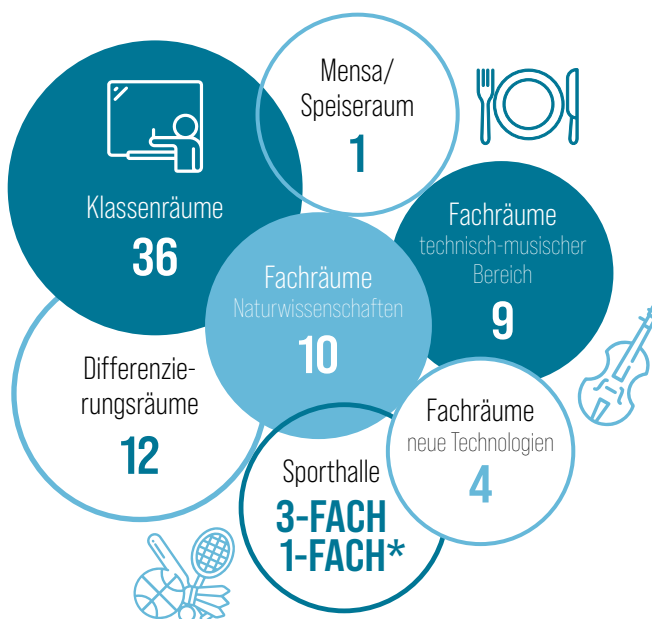 Mensa/
Speiseraum
1
Klassenräume
36
Fachräume
technisch-musischer
Bereich
9
Fachräume
Naturwissenschaften
10
Differenzie-
rungsräume
12
Fachräume
neue Technologien
4
Sporthalle
3-FACH
1-FACH*